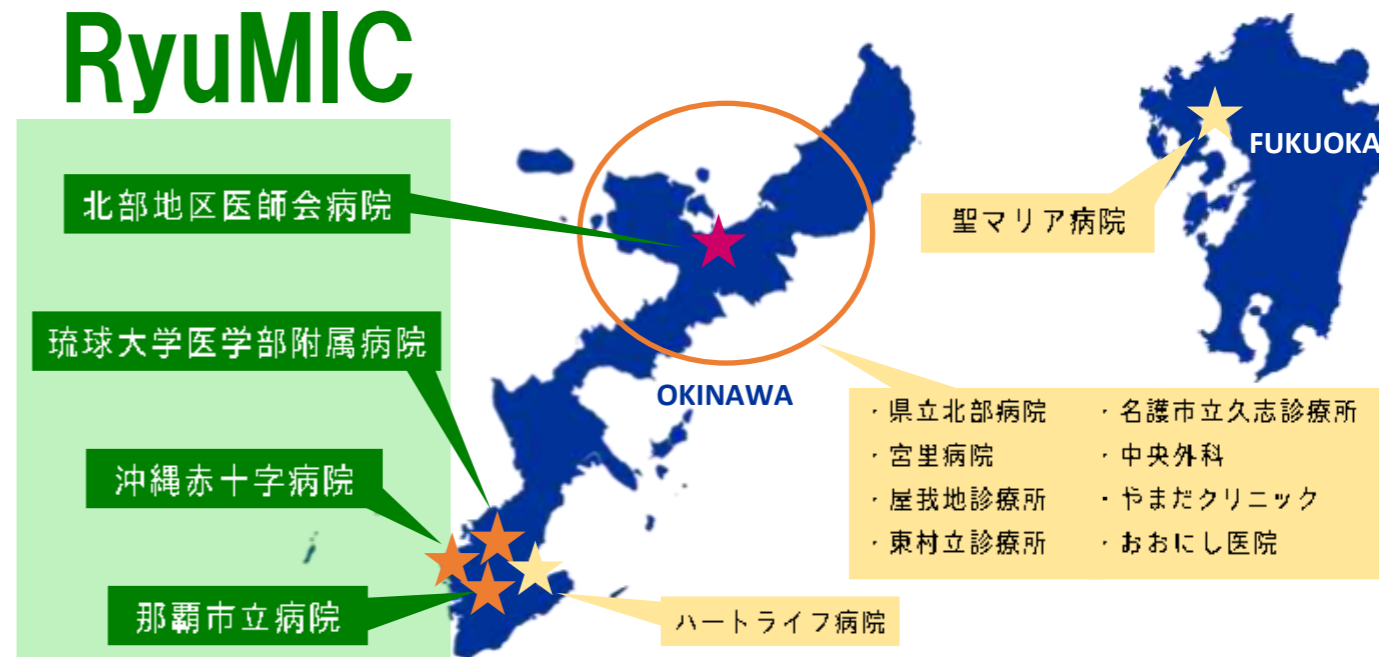 RyuMIC
北部地区医師会病院
琉球大学医学部附属病院
沖縄赤十字病院
那覇市立病院
OKINAWA
ハートライフ病院
FUKUOKA
聖マリア病院
・県立北部病院
・宮里病院
・屋我地診療所
・東村立診療所
・名護市立久志診療所
・中央外科
・やまだクリニック
・おおにし医院